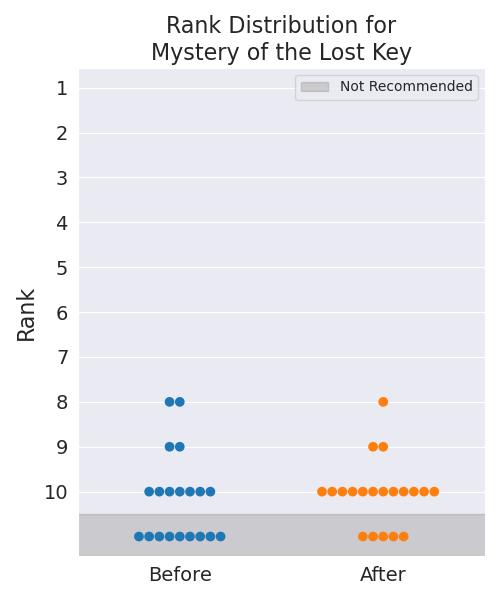 Rank Distribution for
Mystery of the Lost Key
Not Recommended
1
2
3
4
5
6
7
8
9
10
Rank
Before
After